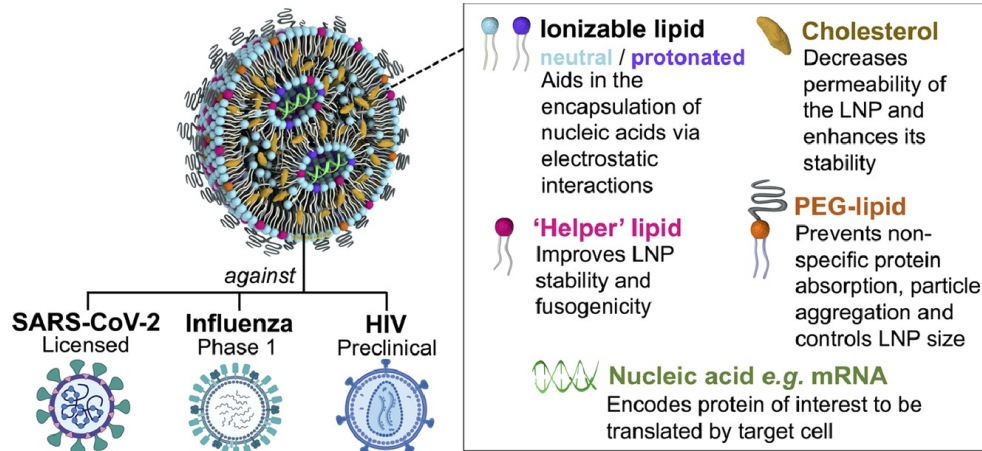 against
SARS-CoV-2
Licensed
Influenza
Phase 1
HIV
Preclinical
Ionizable lipid
neutral / protonated
Aids in the
encapsulation of
nucleic acids via
electrostatic
interactions
Cholesterol
Decreases
permeability of
the LNP and
enhances its
stability
‘Helper’ lipid
Improves LNP
stability and
fusogenicity
PEG-lipid
Prevents non-
specific protein
absorption, particle
aggregation and
controls LNP size
Nucleic acid e.g. mRNA
Encodes protein of interest to be
translated by target cell